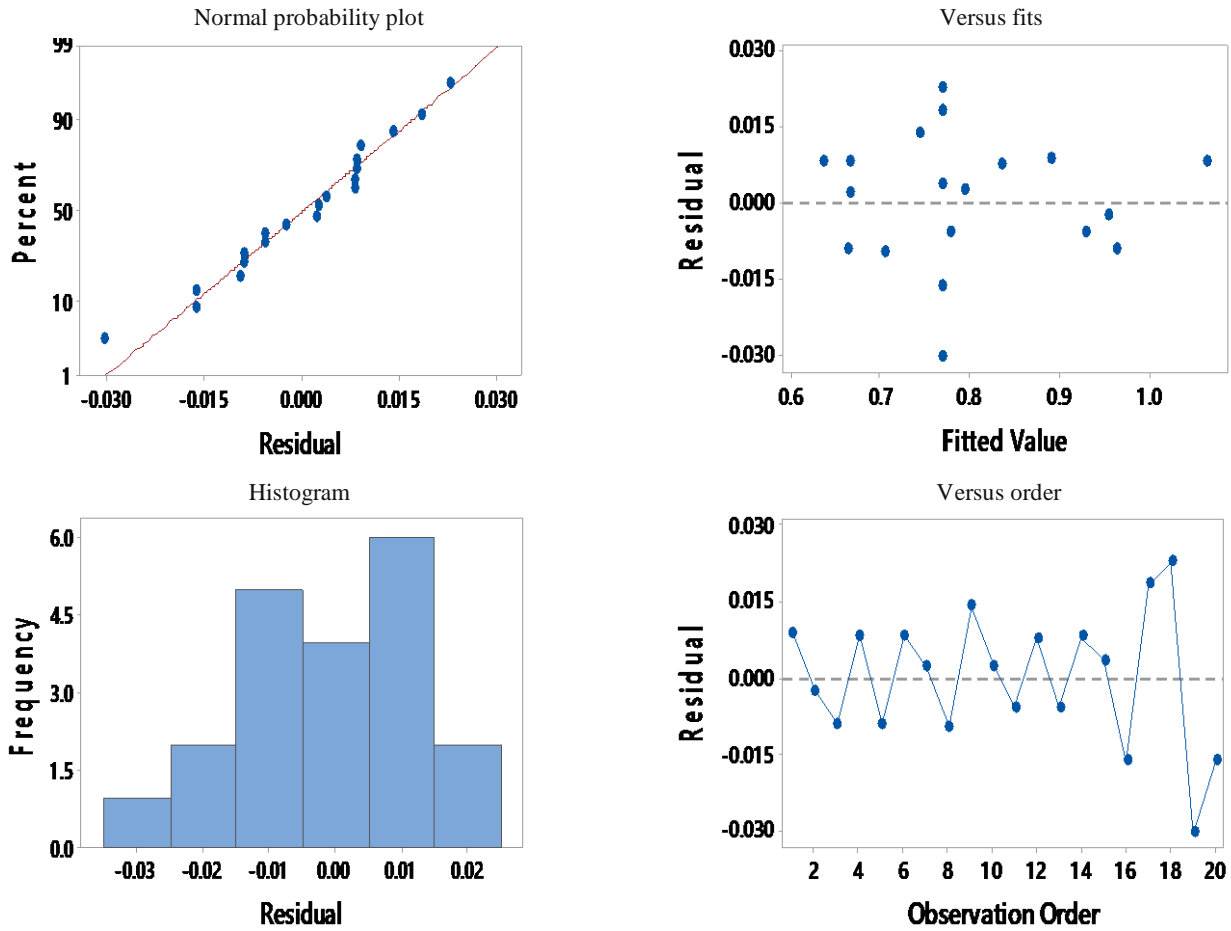 Normal probability plot
99
90
50
10
1
Percent
-0.030 -0.015 0.000 0.015 0.030
Residual
Versus fits
0.030
0.015
0.000
-0.015
-0.030
Residual
0.6 0.7 0.8 0.9 1.0
Fitted Value
Histogram
6.0
4.5
3.0
1.5
0.0
Frequency
-0.03 -0.02 -0.01 0.00 0.01 0.02
Residual
Versus order
0.030
0.015
0.000
-0.015
-0.030
Residual
2 4 6 8 10 12 14 16 18 20
Observation Order